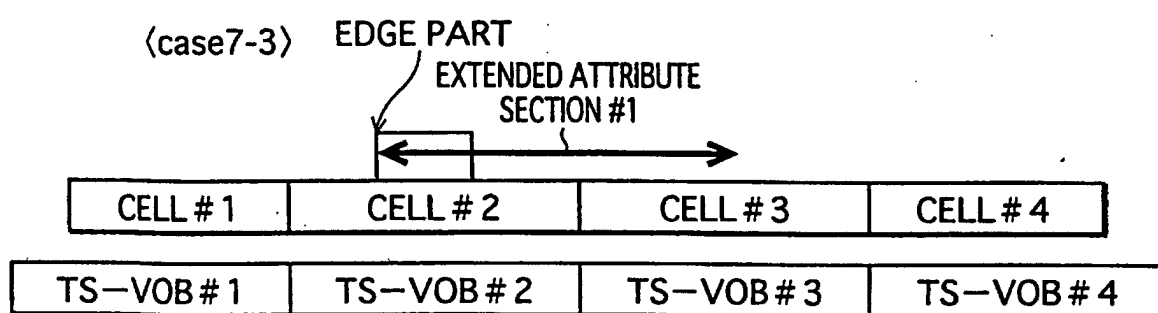 〈case7-3〉 EDGE PART
EXTENDED ATTRIBUTE
SECTION #1
CELL#1 CELL#2 CELL#3 CELL#4
TS-VOB#1 TS-VOB#2 TS-VOB#3 TS-VOB#4